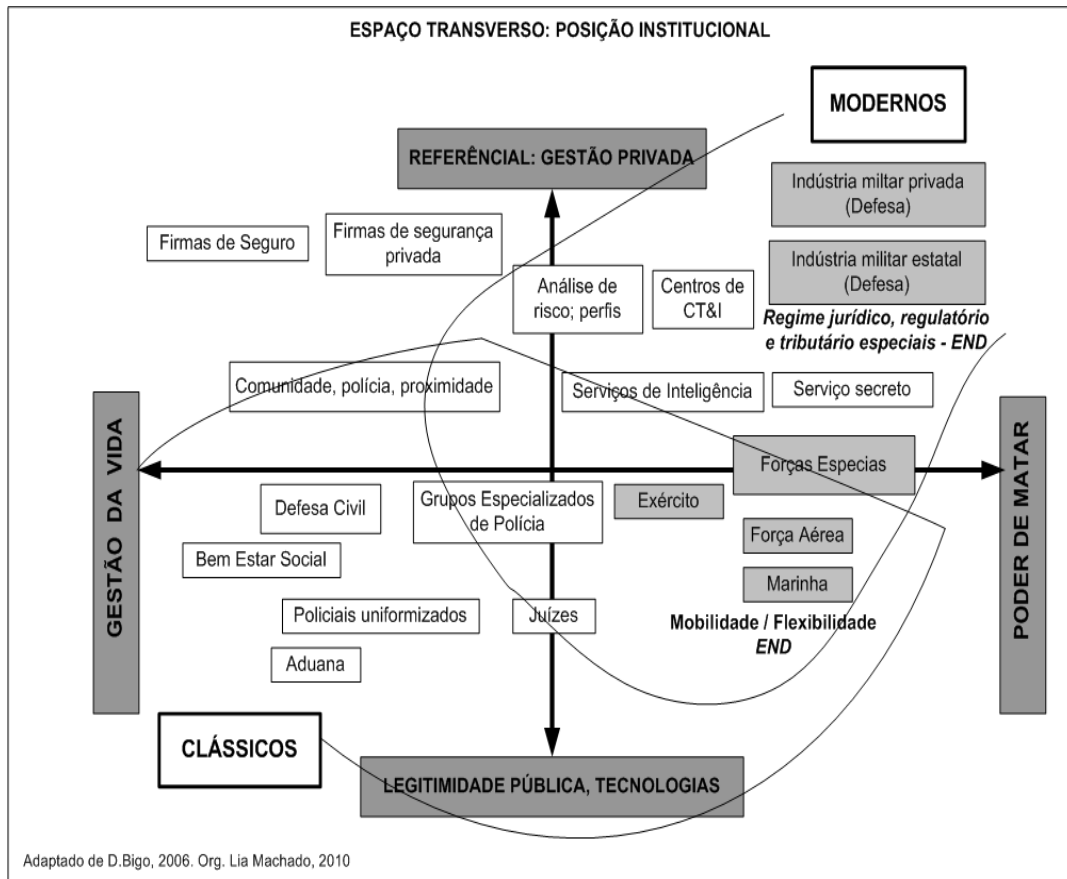 ESPAÇO TRANSVERSO: POSIÇÃO INSTITUCIONAL
MODERNOS
REFERÊNCIAL: GESTÃO PRIVADA
Indústria miltar privada
(Defesa)
Firmas de Seguro
Firmas de segurança
privada
Indústria militar estatal
(Defesa)
Análise de
risco; perfis
Centros de
CT&I
Regime jurídico, regulatório
e tributário especiais - END
Comunidade, polícia, proximidade
Serviços de Inteligência
Serviço secreto
GESTÃO DA VIDA
PODER DE MATAR
Forças Especias
Defesa Civil
Grupos Especializados
de Polícia
Exército
Força Aérea
Bem Estar Social
Marinha
Policiais uniformizados
Juízes
Mobilidade / Flexibilidade
END
Aduana
CLÁSSICOS
LEGITIMIDADE PÚBLICA, TECNOLOGIAS
Adaptado de D.Bigo, 2006. Org. Lia Machado, 2010